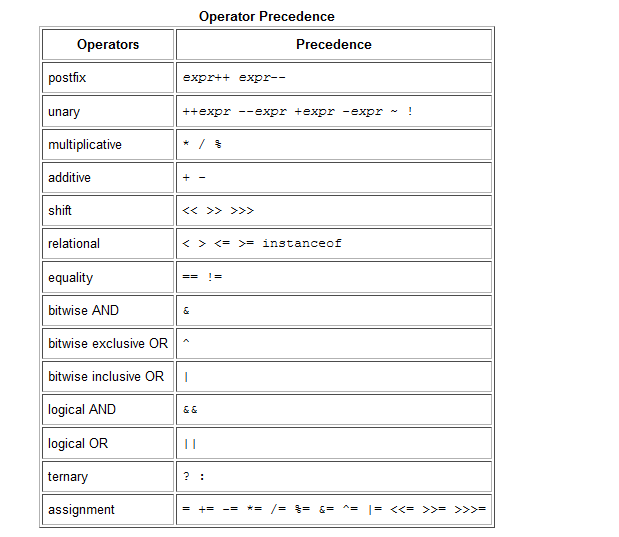 Operator Precedence
Operators Precedence
postfix expr++ expr--
unary ++expr --expr +expr -expr ~ !
multiplicative * / %
additive + -
shift << >> >>>
relational < > <= >= instanceof
equality == !=
bitwise AND &
bitwise exclusive OR ^
bitwise inclusive OR |
logical AND &&
logical OR ||
ternary ? :
assignment = += -= *= /= %= &= ^= |= <<= >>= >>>=